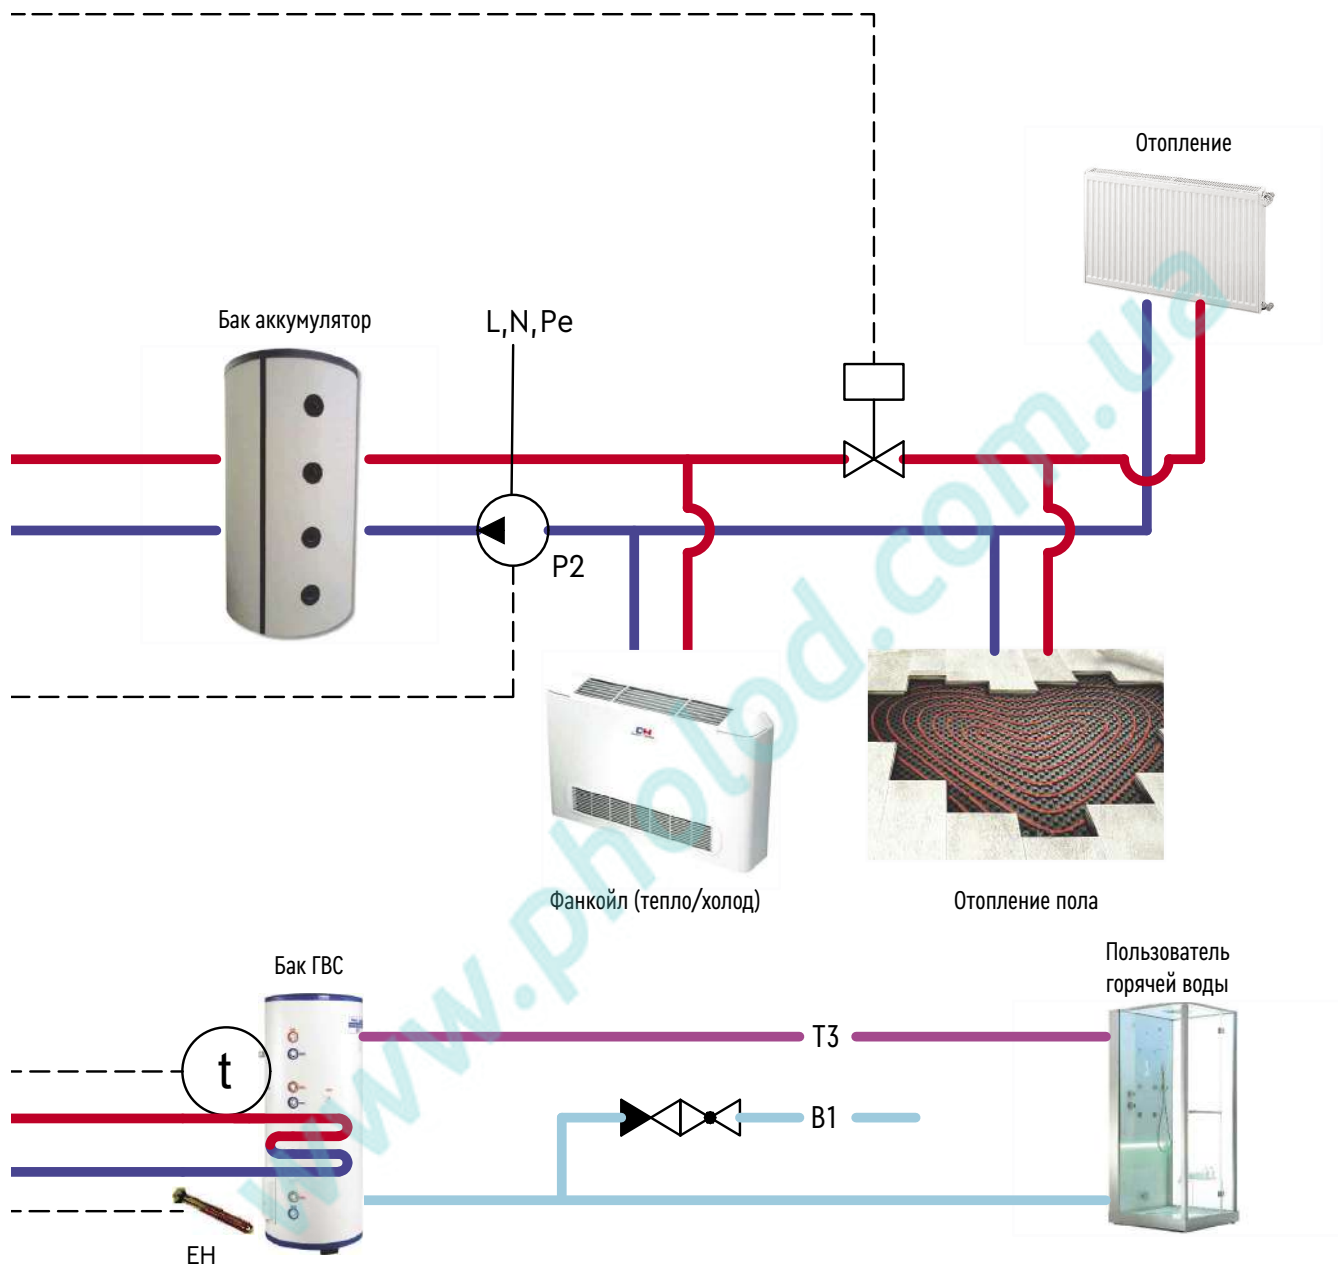 Отопление
Бак аккумулятор
L,N,Pe
P2
Фанкойл (тепло/холод)
Отопление пола
Бак ГВС
Пользователь
горячей воды
T3
t
B1
EH
www.pholod.com.ua